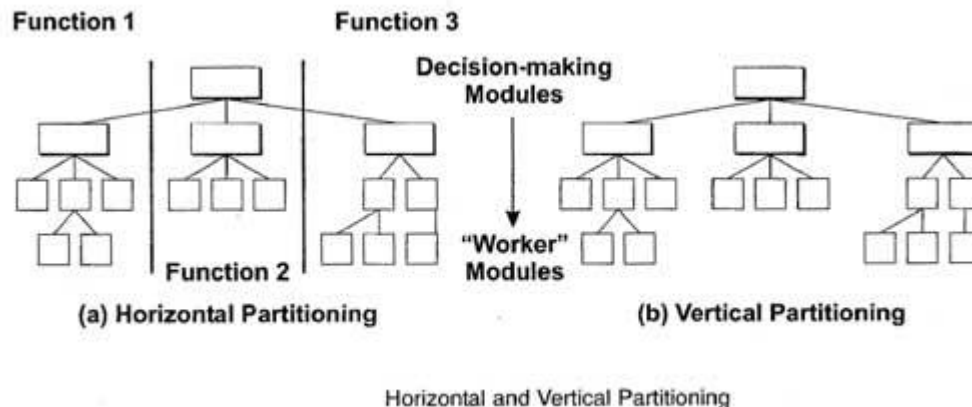 Function 1
Function 3
Decision-making
Modules
"Worker"
Modules
Function 2
(a) Horizontal Partitioning
(b) Vertical Partitioning
Horizontal and Vertical Partitioning